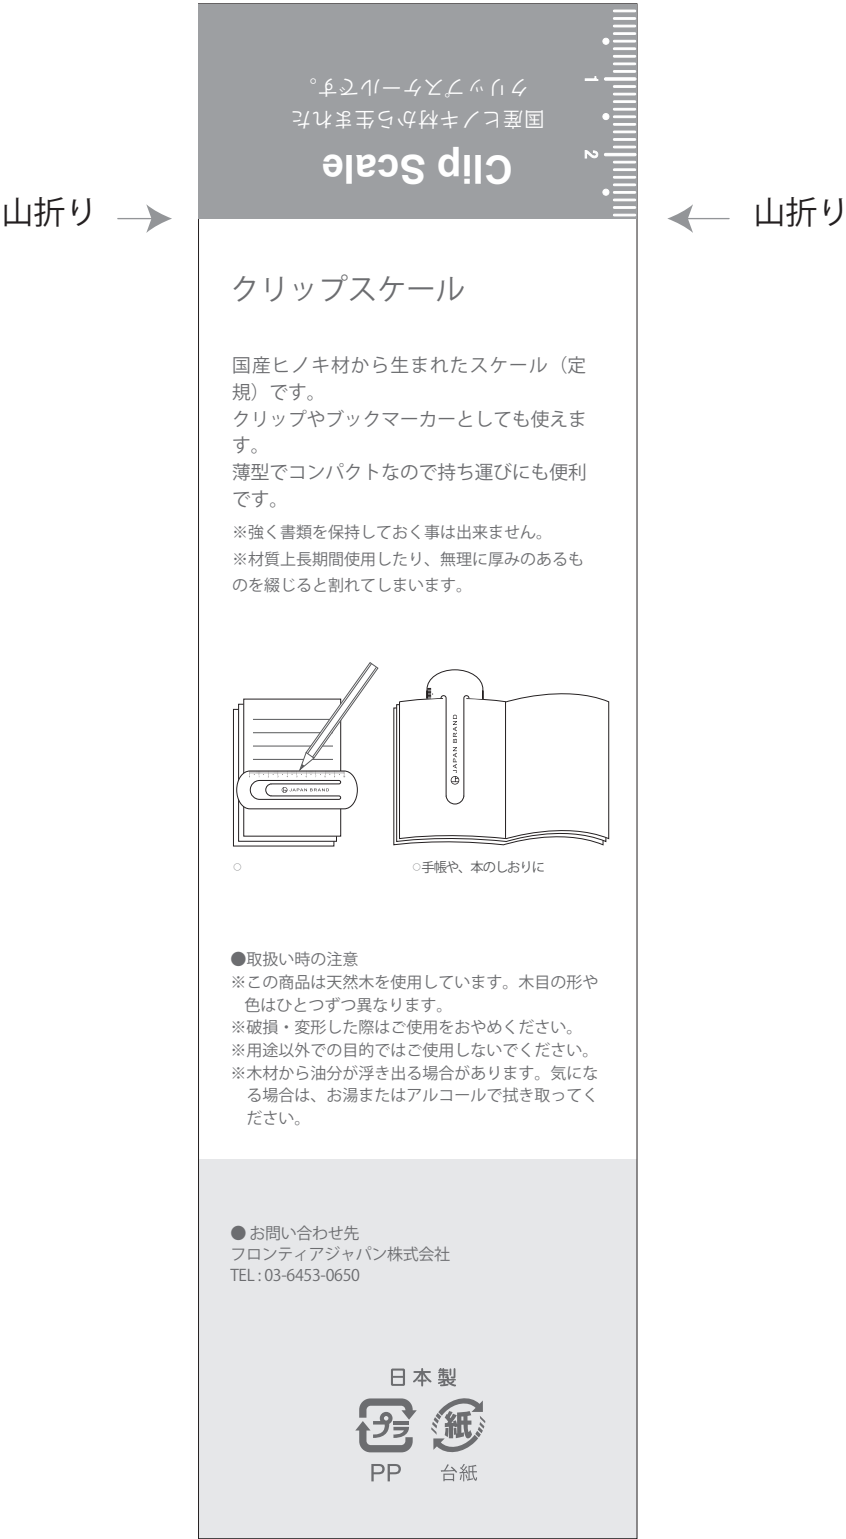 Clip Scale
国産ヒノキ材から生まれた
クリップスケールです。
1
2
山折り
山折り
クリップスケール
国産ヒノキ材から生まれたスケール（定
規）です。
クリップやブックマーカーとしても使えま
す。
薄型でコンパクトなので持ち運びにも便利
です。
※強く書類を保持しておく事は出来ません。
※材質上長期間使用したり、無理に厚みのあるも
のを綴じると割れてしまいます。
JAPAN BRAND
JAPAN BRAND
○
○手帳や、本のしおりに
●取扱い時の注意
※この商品は天然木を使用しています。木目の形や
色はひとつずつ異なります。
※破損・変形した際はご使用をおやめください。
※用途以外での目的ではご使用しないでください。
※木材から油分が浮き出る場合があります。気にな
る場合は、お湯またはアルコールで拭き取ってく
ださい。
●お問い合わせ先
フロンティアジャパン株式会社
TEL : 03-6453-0650
日本製
プラ 紙
PP 台紙